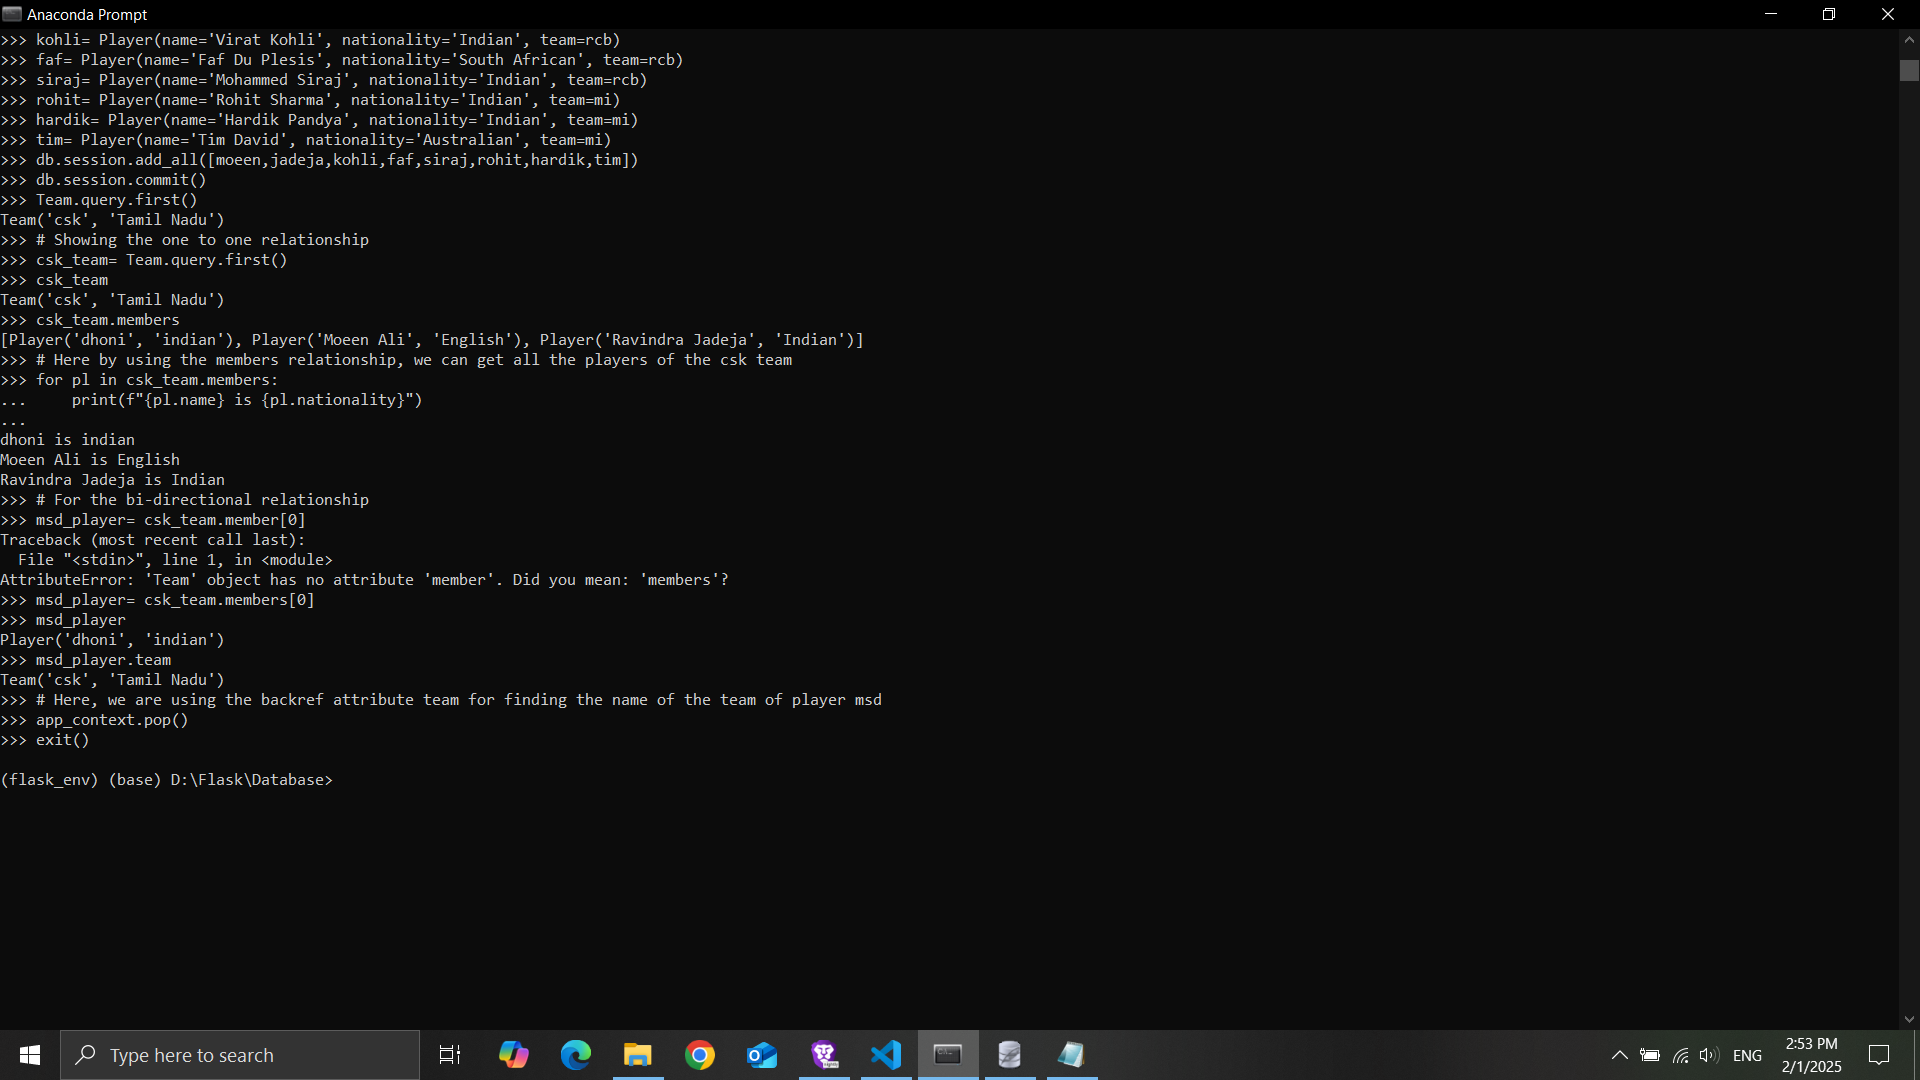 Anaconda Prompt
>>> kohli= Player(name='Virat Kohli', nationality='Indian', team=rcb)
>>> faf= Player(name='Faf Du Plesis', nationality='South African', team=rcb)
>>> siraj= Player(name='Mohammed Siraj', nationality='Indian', team=rcb)
>>> rohit= Player(name='Rohit Sharma', nationality='Indian', team=mi)
>>> hardik= Player(name='Hardik Pandya', nationality='Indian', team=mi)
>>> tim= Player(name='Tim David', nationality='Australian', team=mi)
>>> db.session.add_all([moeen,jadeja,kohli,faf,siraj,rohit,hardik,tim])
>>> db.session.commit()
>>> Team.query.first()
Team('csk', 'Tamil Nadu')
>>> # Showing the one to one relationship
>>> csk_team= Team.query.first()
>>> csk_team
Team('csk', 'Tamil Nadu')
>>> csk_team.members
[Player('dhoni', 'indian'), Player('Moeen Ali', 'English'), Player('Ravindra Jadeja', 'Indian')]
>>> # Here by using the members relationship, we can get all the players of the csk team
>>> for pl in csk_team.members:
...     print(f"{pl.name} is {pl.nationality}")
...
dhoni is indian
Moeen Ali is English
Ravindra Jadeja is Indian
>>> # For the bi-directional relationship
>>> msd_player= csk_team.member[0]
Traceback (most recent call last):
  File "<stdin>", line 1, in <module>
AttributeError: 'Team' object has no attribute 'member'. Did you mean: 'members'?
>>> msd_player= csk_team.members[0]
>>> msd_player
Player('dhoni', 'indian')
>>> msd_player.team
Team('csk', 'Tamil Nadu')
>>> # Here, we are using the backref attribute team for finding the name of the team of player msd
>>> app_context.pop()
>>> exit()
(flask_env) (base) D:\Flask\Database>
Type here to search
ENG
2:53 PM
2/1/2025